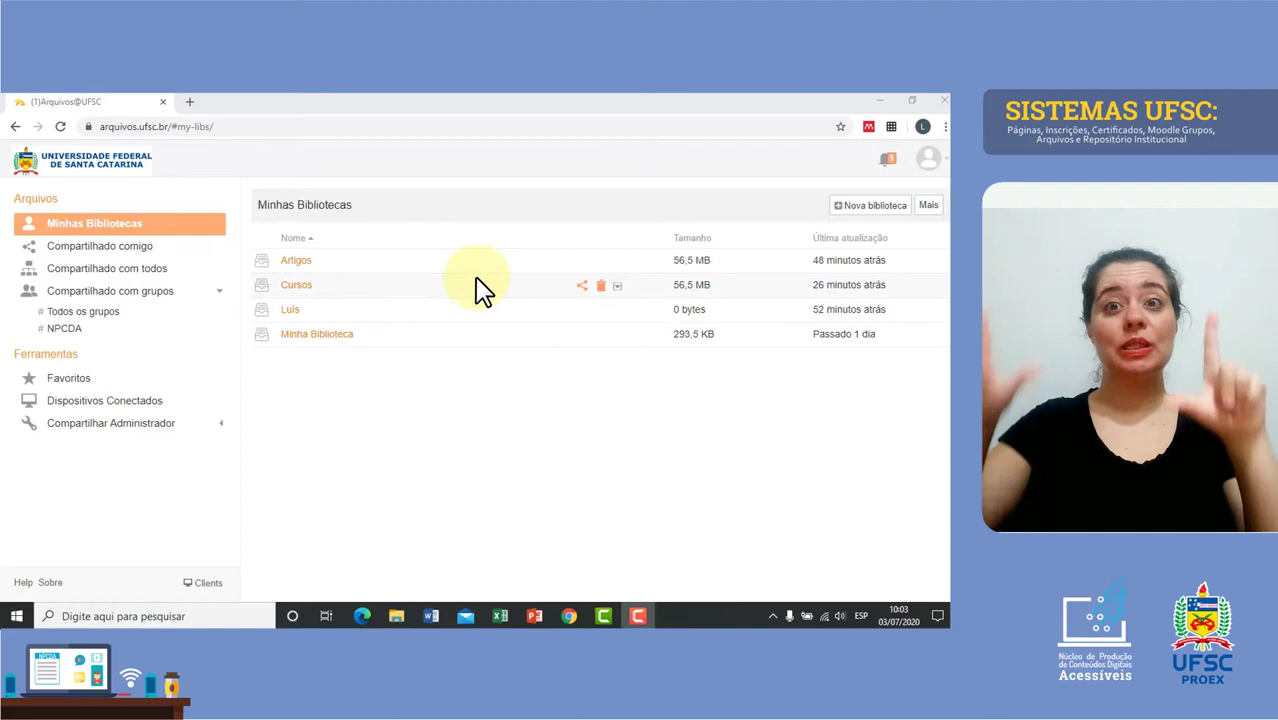 (1)Arquivos@UFSC
arquivos.ufsc.br/#my-libs/
L
UNIVERSIDADE FEDERAL
DE SANTA CATARINA
1
Arquivos
Minhas Bibliotecas
Compartilhado comigo
Compartilhado com todos
Compartilhado com grupos
# Todos os grupos
# NPCDA
Ferramentas
Favoritos
Dispositivos Conectados
Compartilhar Administrador
Help Sobre
Clients
Minhas Bibliotecas
Nova biblioteca
Mais
Nome Tamanho Última atualização
Artigos 56,5 MB 48 minutos atrás
Cursos 56,5 MB 26 minutos atrás
Luís 0 bytes 52 minutos atrás
Minha Biblioteca 293,5 KB Passado 1 dia
Digite aqui para pesquisar
ESP
10:03
03/07/2020
SISTEMAS UFSC:
Páginas, Inscrições, Certificados, Moodle Grupos,
Arquivos e Repositório Institucional
NPCDA
Núcleo de Produção
de Conteúdos Digitais
Acessíveis
UFSC
PROEX